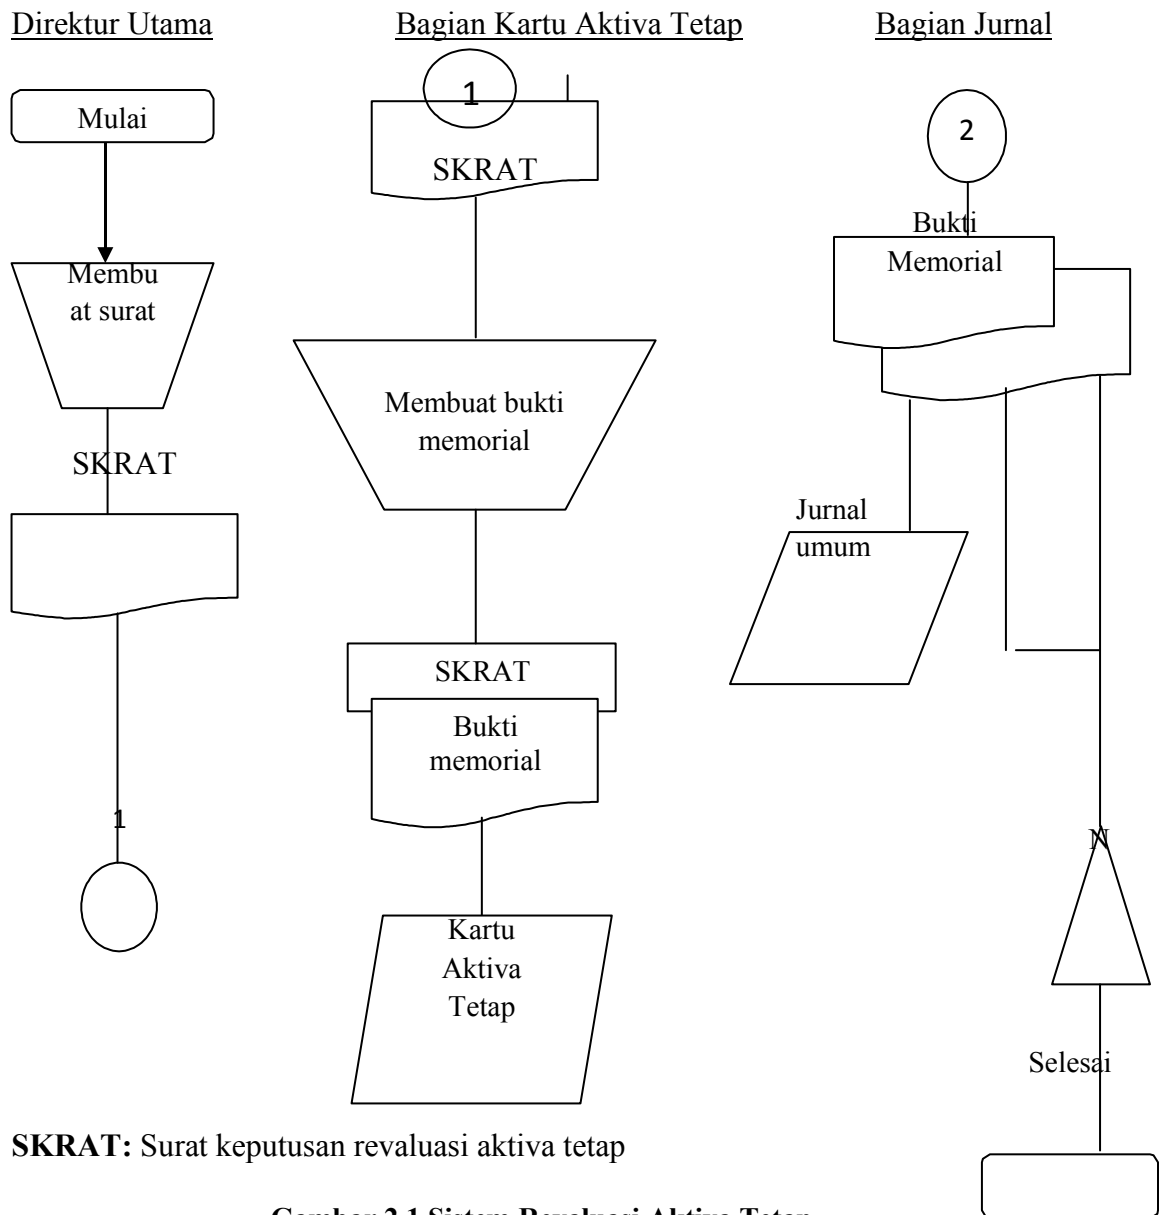 Direktur Utama
Bagian Kartu Aktiva Tetap
Bagian Jurnal
Mulai
Membu
at surat
SKRAT
1
1
SKRAT
Membuat bukti
memorial
SKRAT
Bukti
memorial
Kartu
Aktiva
Tetap
2
Bukti
Memorial
Jurnal
umum
N
Selesai
SKRAT: Surat keputusan revaluasi aktiva tetap
Gambar 2.1 Sistem Revaluasi Aktiva Tetap